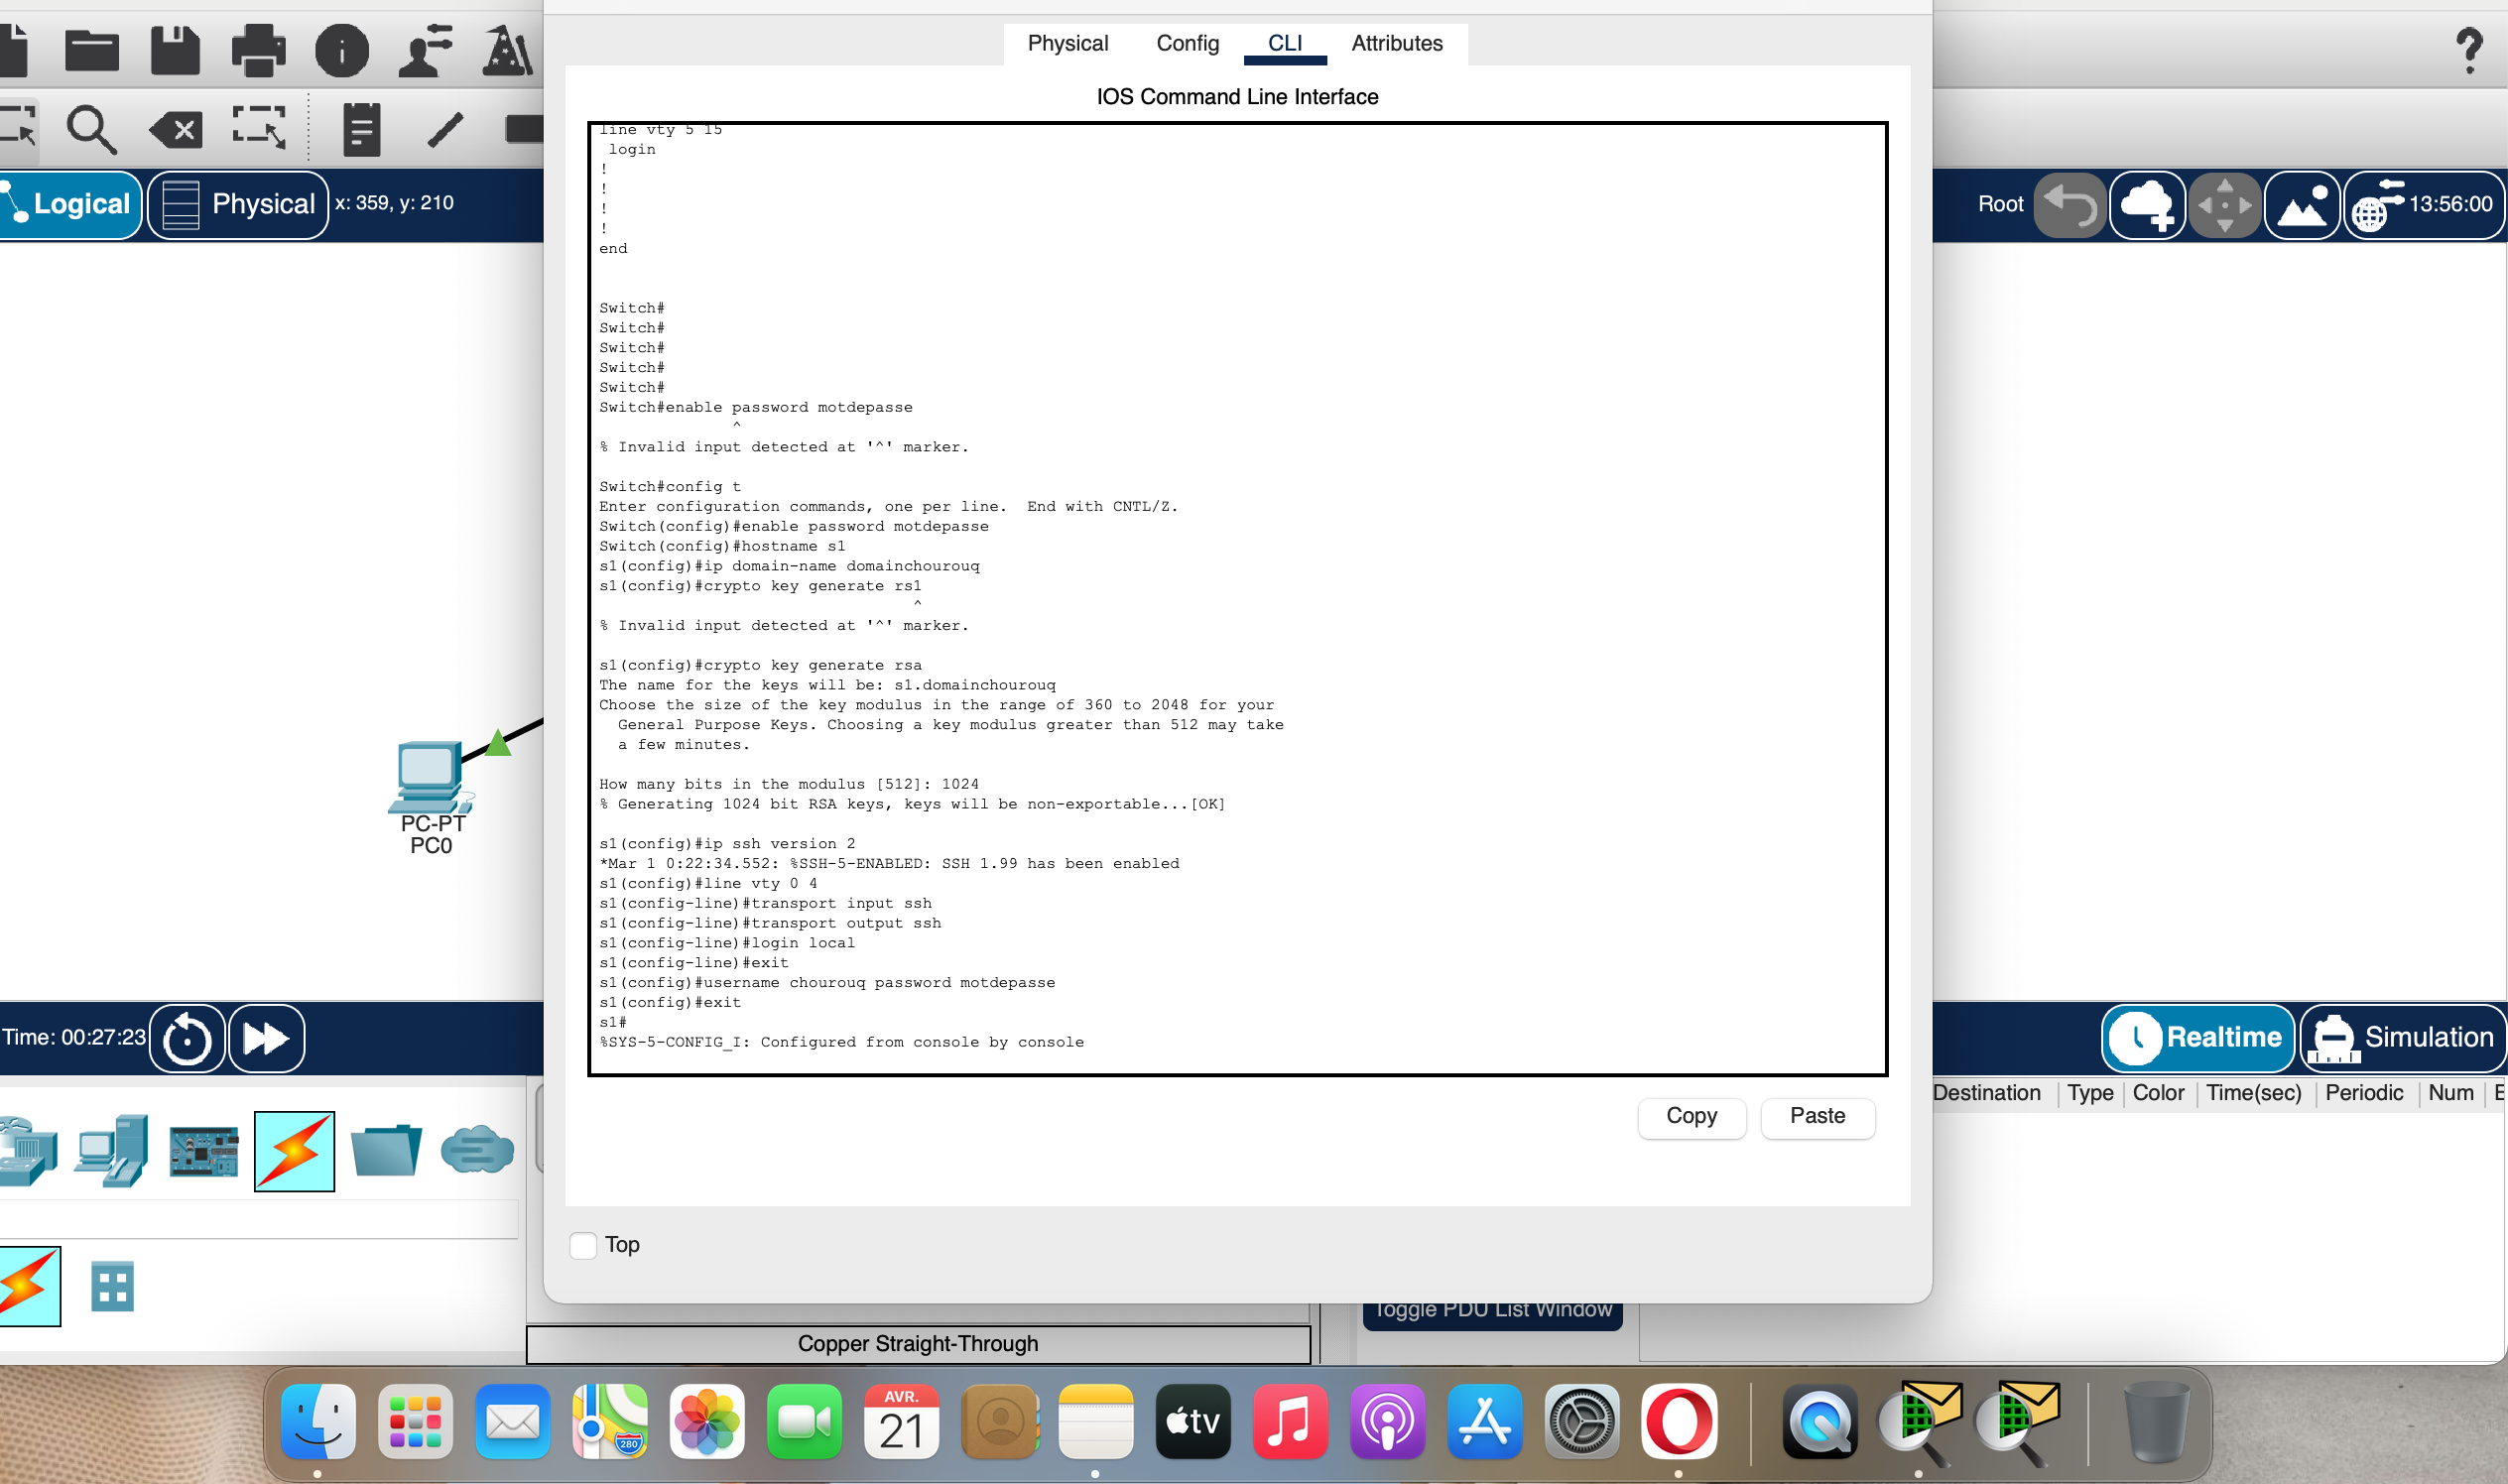 Physical Config CLI Attributes
IOS Command Line Interface
Logical
Physical
x: 359, y: 210
Root
13:56:00
line vty 5 15
login
!
!
!
!
end
Switch#
Switch#
Switch#
Switch#
Switch#
Switch#enable password motdepasse
^
% Invalid input detected at '^' marker.
Switch#config t
Enter configuration commands, one per line. End with CNTL/Z.
Switch(config)#enable password motdepasse
Switch(config)#hostname s1
s1(config)#ip domain-name domainchourouq
s1(config)#crypto key generate rs1
^
% Invalid input detected at '^' marker.
s1(config)#crypto key generate rsa
The name for the keys will be: s1.domainchourouq
Choose the size of the key modulus in the range of 360 to 2048 for your
General Purpose Keys. Choosing a key modulus greater than 512 may take
a few minutes.
How many bits in the modulus [512]: 1024
% Generating 1024 bit RSA keys, keys will be non-exportable...[OK]
s1(config)#ip ssh version 2
*Mar 1 0:22:34.552: %SSH-5-ENABLED: SSH 1.99 has been enabled
s1(config)#line vty 0 4
s1(config-line)#transport input ssh
s1(config-line)#transport output ssh
s1(config-line)#login local
s1(config-line)#exit
s1(config)#username chourouq password motdepasse
s1(config)#exit
s1#
%SYS-5-CONFIG_I: Configured from console by console
PC-PT
PC0
Time: 00:27:23
Realtime
Simulation
Destination Type Color Time(sec) Periodic Num
Copy
Paste
Top
Toggle PDU List Window
Copper Straight-Through
AVR.
21
280
tv